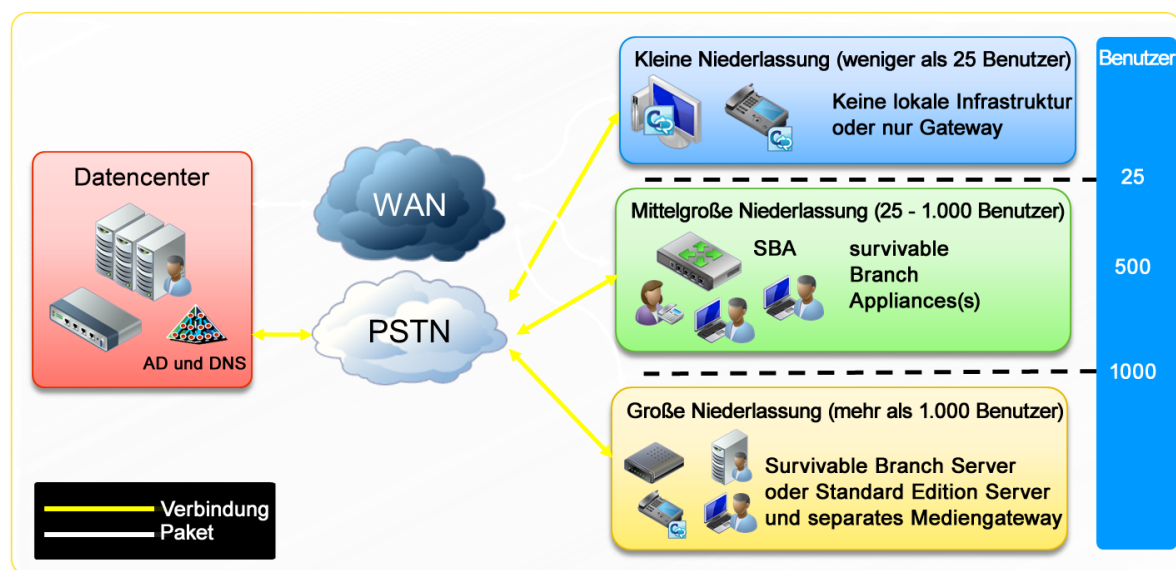 Datencenter
AD und DNS
WAN
PSTN
Kleine Niederlassung (weniger als 25 Benutzer)
Keine lokale Infrastruktur
oder nur Gateway
Mittelgroße Niederlassung (25 - 1.000 Benutzer)
SBA
survivable
Branch
Appliances(s)
Große Niederlassung (mehr als 1.000 Benutzer)
Survivable Branch Server
oder Standard Edition Server
und separates Mediengateway
Benutzer
25
500
1000
Verbindung
Paket